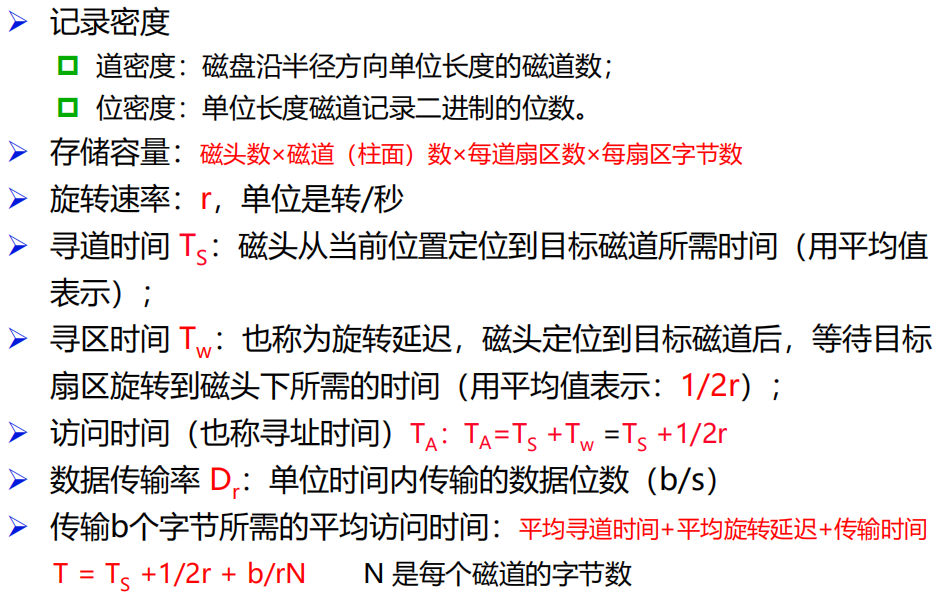 记录密度
道密度：磁盘沿半径方向单位长度的磁道数；
位密度：单位长度磁道记录二进制的位数。
存储容量：磁头数×磁道（柱面）数×每道扇区数×每扇区字节数
旋转速率：r，单位是转/秒
寻道时间 TS：磁头从当前位置定位到目标磁道所需时间（用平均值
表示）；
寻区时间 Tw：也称为旋转延迟，磁头定位到目标磁道后，等待目标
扇区旋转到磁头下所需的时间（用平均值表示：1/2r）；
访问时间（也称寻址时间）TA：TA=TS +Tw =TS +1/2r
数据传输率 Dr：单位时间内传输的数据位数（b/s）
传输b个字节所需的平均访问时间：平均寻道时间+平均旋转延迟+传输时间
T = TS +1/2r + b/rN N 是每个磁道的字节数